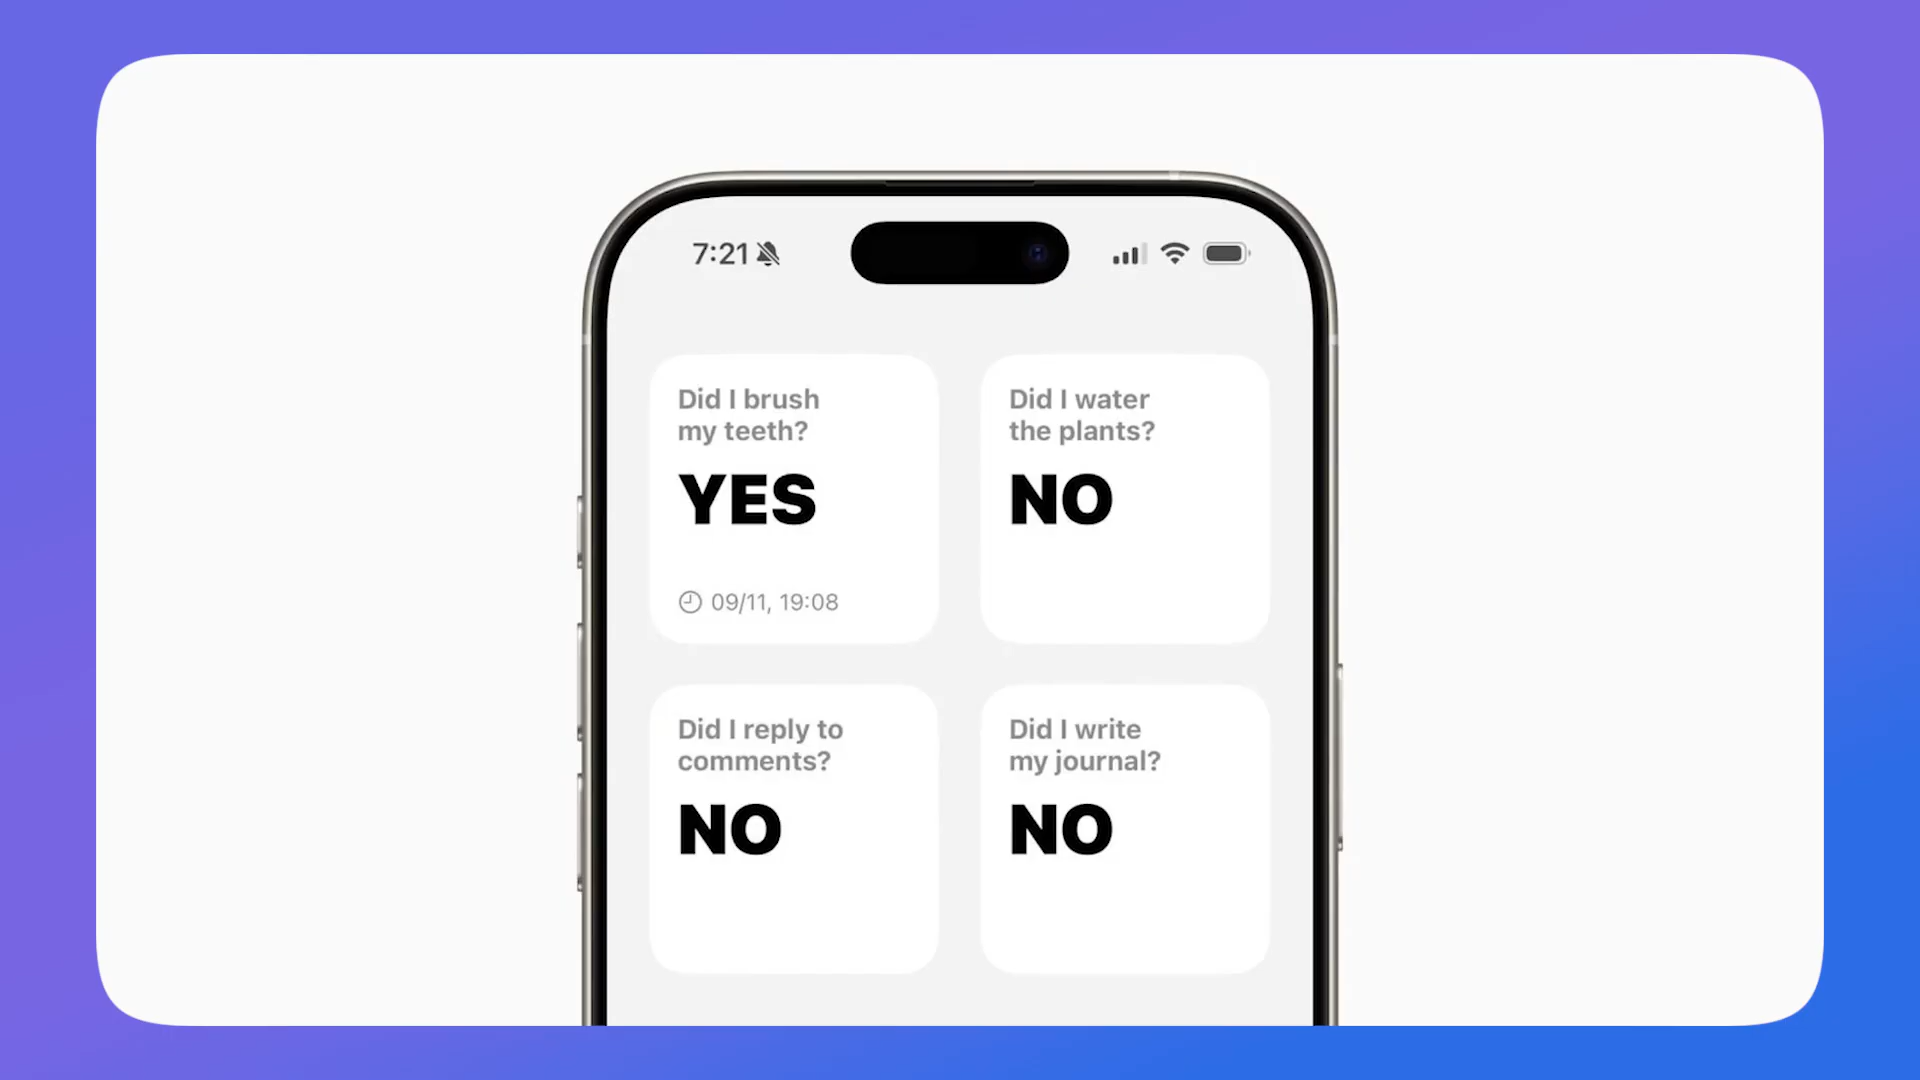 7:21
Did I brush
my teeth?
YES
09/11, 19:08
Did I water
the plants?
NO
Did I reply to
comments?
NO
Did I write
my journal?
NO